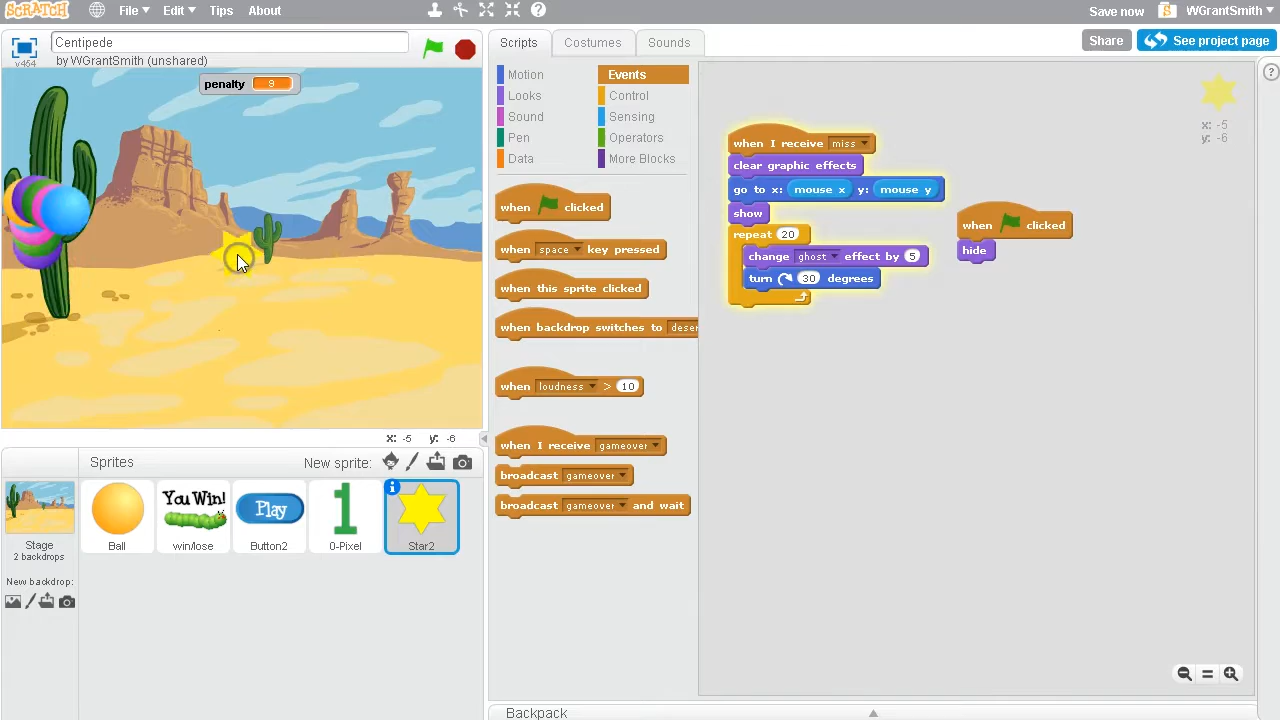 SCRATCH File Edit Tips About Save now WGrantSmith
Centipede
by WGrantSmith (unshared)
v464
Scripts Costumes Sounds
Share See project page
penalty 9
Motion Events
Looks Control
Sound Sensing
Pen Operators
Data More Blocks
when clicked
when space key pressed
when this sprite clicked
when backdrop switches to deser
when loudness > 10
when I receive gameover
broadcast gameover
broadcast gameover and wait
when I receive miss
clear graphic effects
go to x: mouse x y: mouse y
show
repeat 20
change ghost effect by 5
turn 30 degrees
when clicked
hide
x: -5
y: -6
x: -5 y: -6
Sprites New sprite:
Stage
2 backdrops
New backdrop:
You Win!
Play
1
Ball win/lose Button2 0-Pixel Star2
Backpack